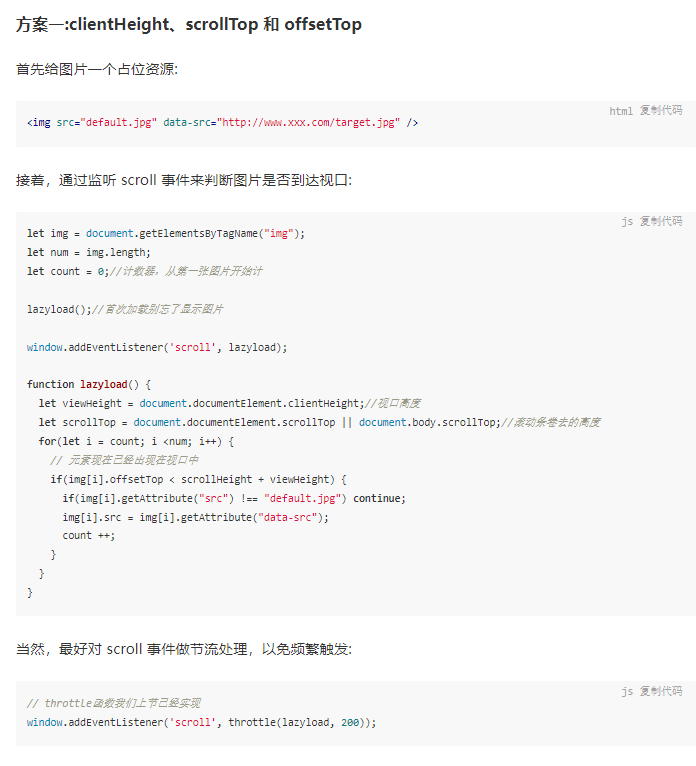 方案一:clientHeight、scrollTop 和 offsetTop
首先给图片一个占位资源:
html 复制代码
<img src="default.jpg" data-src="http://www.xxx.com/target.jpg" />
接着，通过监听 scroll 事件来判断图片是否到达视口:
js 复制代码
let img = document.getElementsByTagName("img");
let num = img.length;
let count = 0;//计数器，从第一张图片开始计
lazyload();//首次加载别忘了显示图片
window.addEventListener('scroll', lazyload);
function lazyload() {
  let viewHeight = document.documentElement.clientHeight;//视口高度
  let scrollTop = document.documentElement.scrollTop || document.body.scrollTop;//滚动条卷去的高度
  for(let i = count; i <num; i++) {
    // 元素现在已经出现在视口中
    if(img[i].offsetTop < scrollHeight + viewHeight) {
      if(img[i].getAttribute("src") !== "default.jpg") continue;
      img[i].src = img[i].getAttribute("data-src");
      count ++;
    }
  }
}
当然，最好对 scroll 事件做节流处理，以免频繁触发:
js 复制代码
// throttle函数我们上节已经实现
window.addEventListener('scroll', throttle(lazyload, 200));